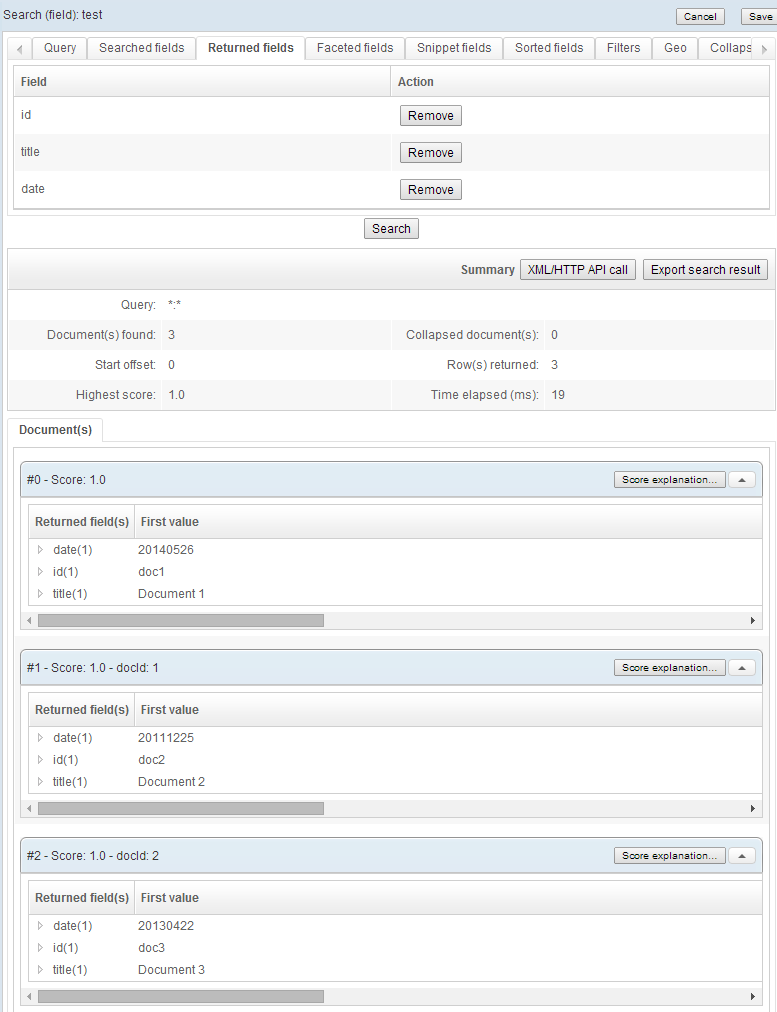 Search (field): test Cancel Save
Query Searched fields Returned fields Faceted fields Snippet fields Sorted fields Filters Geo Collaps
Field Action
id Remove
title Remove
date Remove
Search
Summary XML/HTTP API call Export search result
Query: *:*
Document(s) found: 3 Collapsed document(s): 0
Start offset: 0 Row(s) returned: 3
Highest score: 1.0 Time elapsed (ms): 19
Document(s)
#0 - Score: 1.0 Score explanation...
Returned field(s) First value
date(1) 20140526
id(1) doc1
title(1) Document 1
#1 - Score: 1.0 - docId: 1 Score explanation...
Returned field(s) First value
date(1) 20111225
id(1) doc2
title(1) Document 2
#2 - Score: 1.0 - docId: 2 Score explanation...
Returned field(s) First value
date(1) 20130422
id(1) doc3
title(1) Document 3